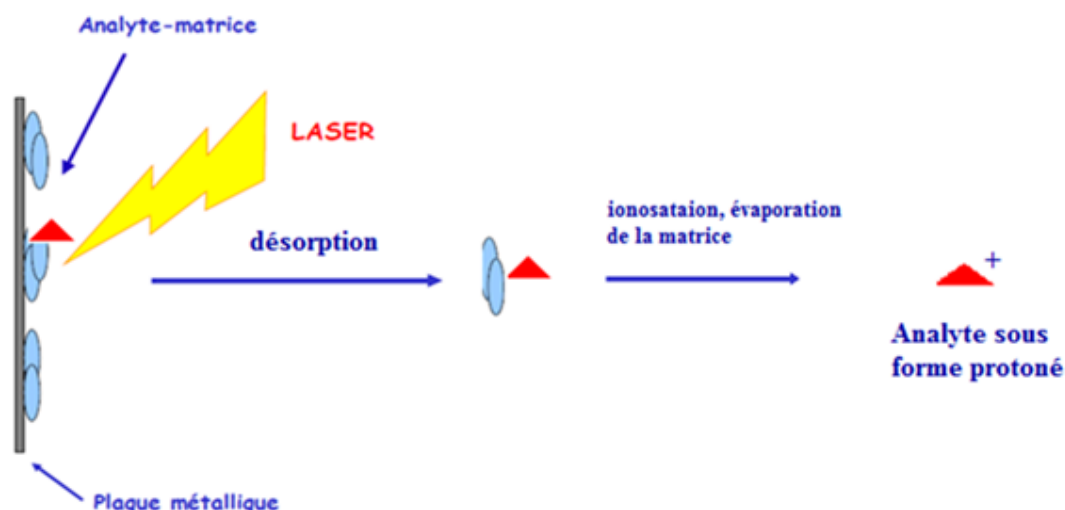 Analyte-matrice
LASER
désorption
ionosataion, évaporation
de la matrice
+
Analyte sous
forme protoné
Plaque métallique